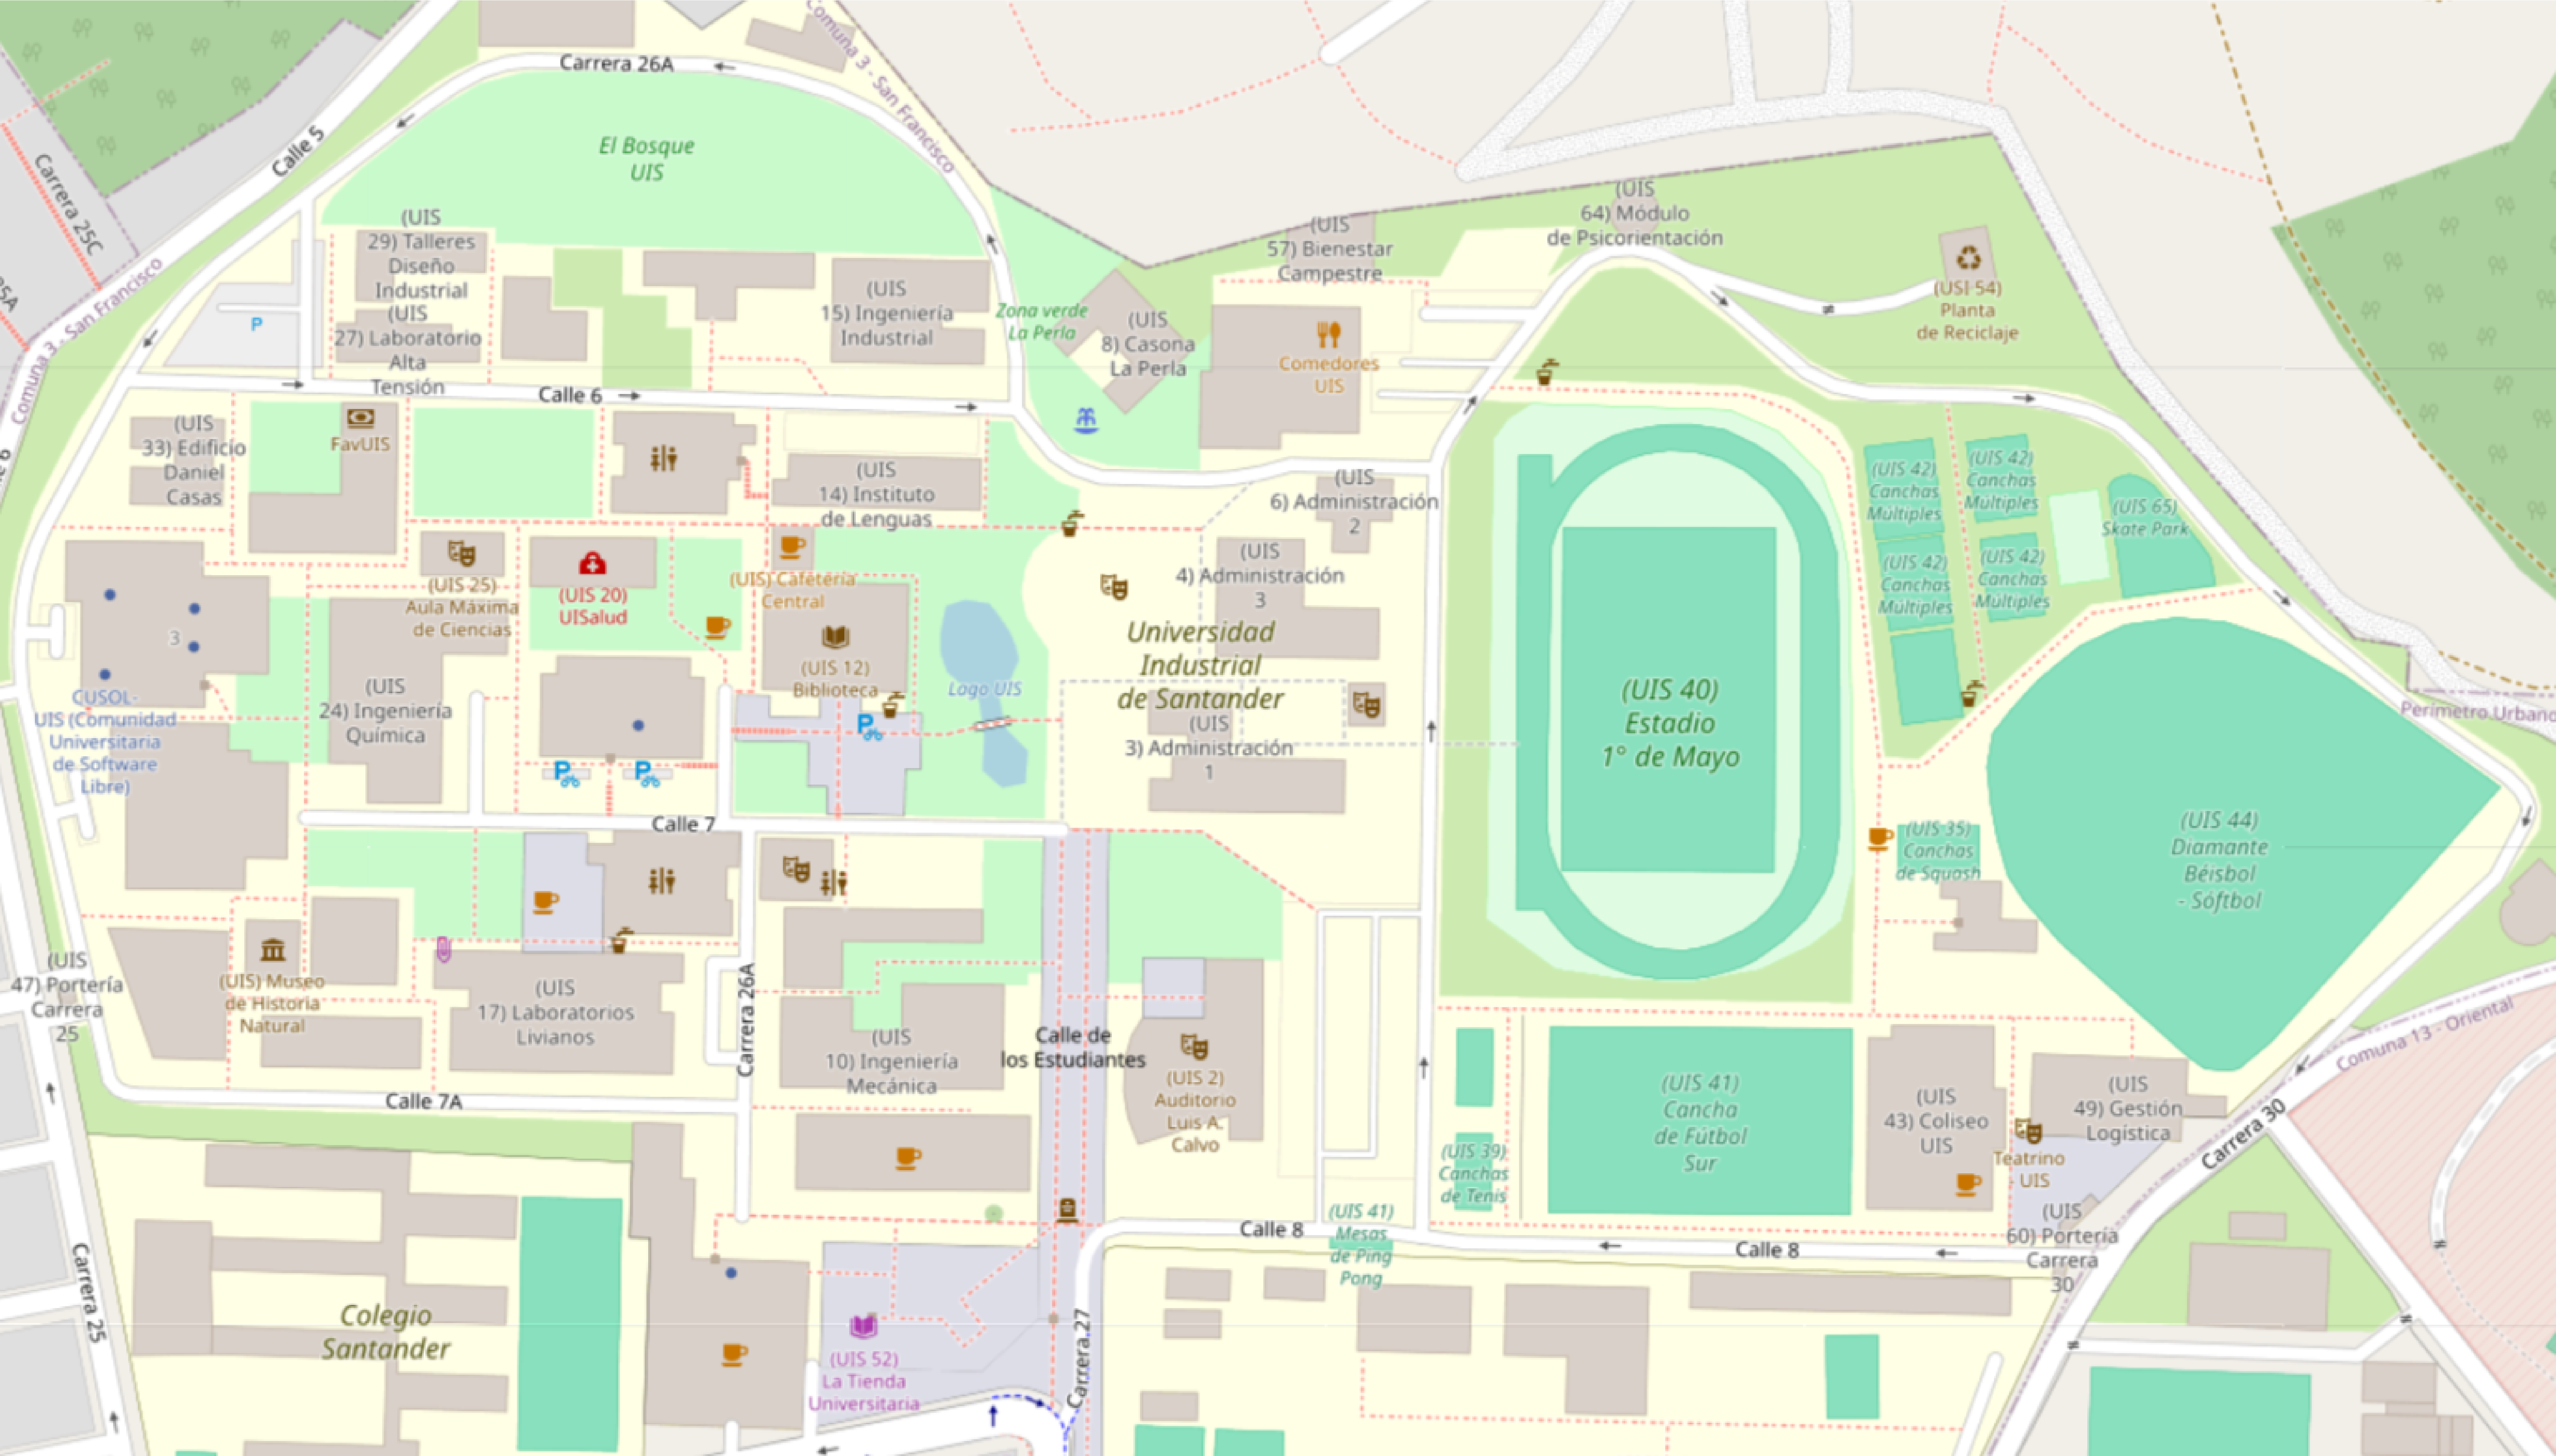 Carrera 26A
Comuna 3 - San Francisco
Calle 5
Carrera 25C
El Bosque
UIS
(UIS
64) Módulo
de Psicorientación
(UIS
29) Talleres
Diseño
Industrial
(UIS
57) Bienestar
Campestre
Comuna 3 - San Francisco
(UIS
27) Laboratorio
Alta
Tensión
P
(UIS
15) Ingeniería
Industrial
Zona verde
La Perla
(UIS
8) Casona
La Perla
Comedores
UIS
(USI 54)
Planta
de Reciclaje
Calle 6
(UIS
33) Edificio
Daniel
Casas
FavUIS
(UIS
14) Instituto
de Lenguas
(UIS
6) Administración
2
(UIS 42)
Canchas
Múltiples
(UIS 42)
Canchas
Múltiples
(UIS 65)
Skate Park
(UIS 42)
Canchas
Múltiples
(UIS 42)
Canchas
Múltiples
(UIS 25)
Aula Máxima
de Ciencias
(UIS 20)
UISalud
(UIS) Cafetería
Central
(UIS
4) Administración
3
3
Universidad
Industrial
de Santander
(UIS 12)
Biblioteca
Lago UIS
CUSOL-
UIS (Comunidad
Universitaria
de Software
Libre)
(UIS
24) Ingeniería
Química
P
P
P
(UIS
3) Administración
1
(UIS 40)
Estadio
1° de Mayo
Perímetro Urbano
Calle 7
(UIS 35)
Canchas
de Squash
(UIS 44)
Diamante
Béisbol
- Sóftbol
(UIS
47) Portería
Carrera
25
(UIS) Museo
de Historia
Natural
(UIS
17) Laboratorios
Livianos
Carrera 26A
(UIS
10) Ingeniería
Mecánica
Calle de
los Estudiantes
(UIS 2)
Auditorio
Luis A.
Calvo
(UIS 41)
Cancha
de Fútbol
Sur
(UIS
43) Coliseo
UIS
(UIS
49) Gestión
Logística
Comuna 13 - Oriental
Carrera 30
Calle 7A
(UIS 39)
Canchas
de Tenis
Teatrino
- UIS
(UIS
60) Portería
Carrera
30
(UIS 41)
Mesas
de Ping
Pong
Calle 8
Calle 8
Carrera 25
Colegio
Santander
(UIS 52)
La Tienda
Universitaria
Carrera 27